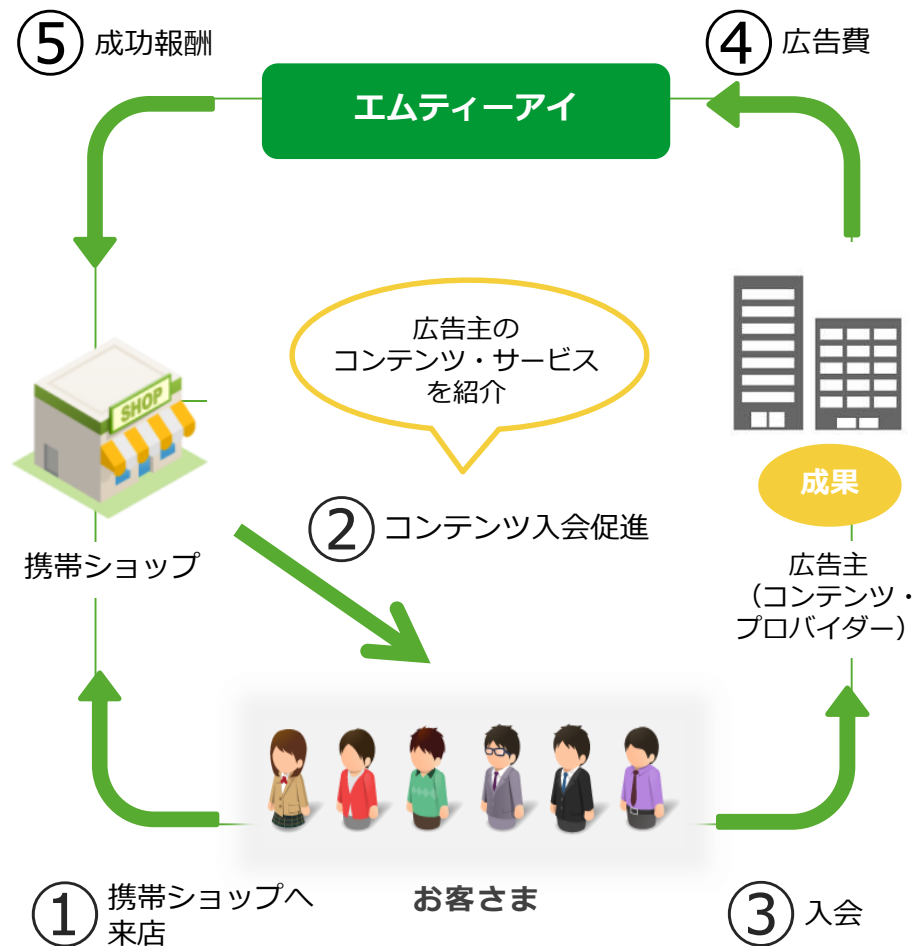 ⑤ 成功報酬
④ 広告費
エムティーアイ
広告主の
コンテンツ・サービス
を紹介
SHOP
成果
② コンテンツ入会促進
携帯ショップ
広告主
（コンテンツ・
プロバイダー）
① 携帯ショップへ
来店
お客さま
③ 入会